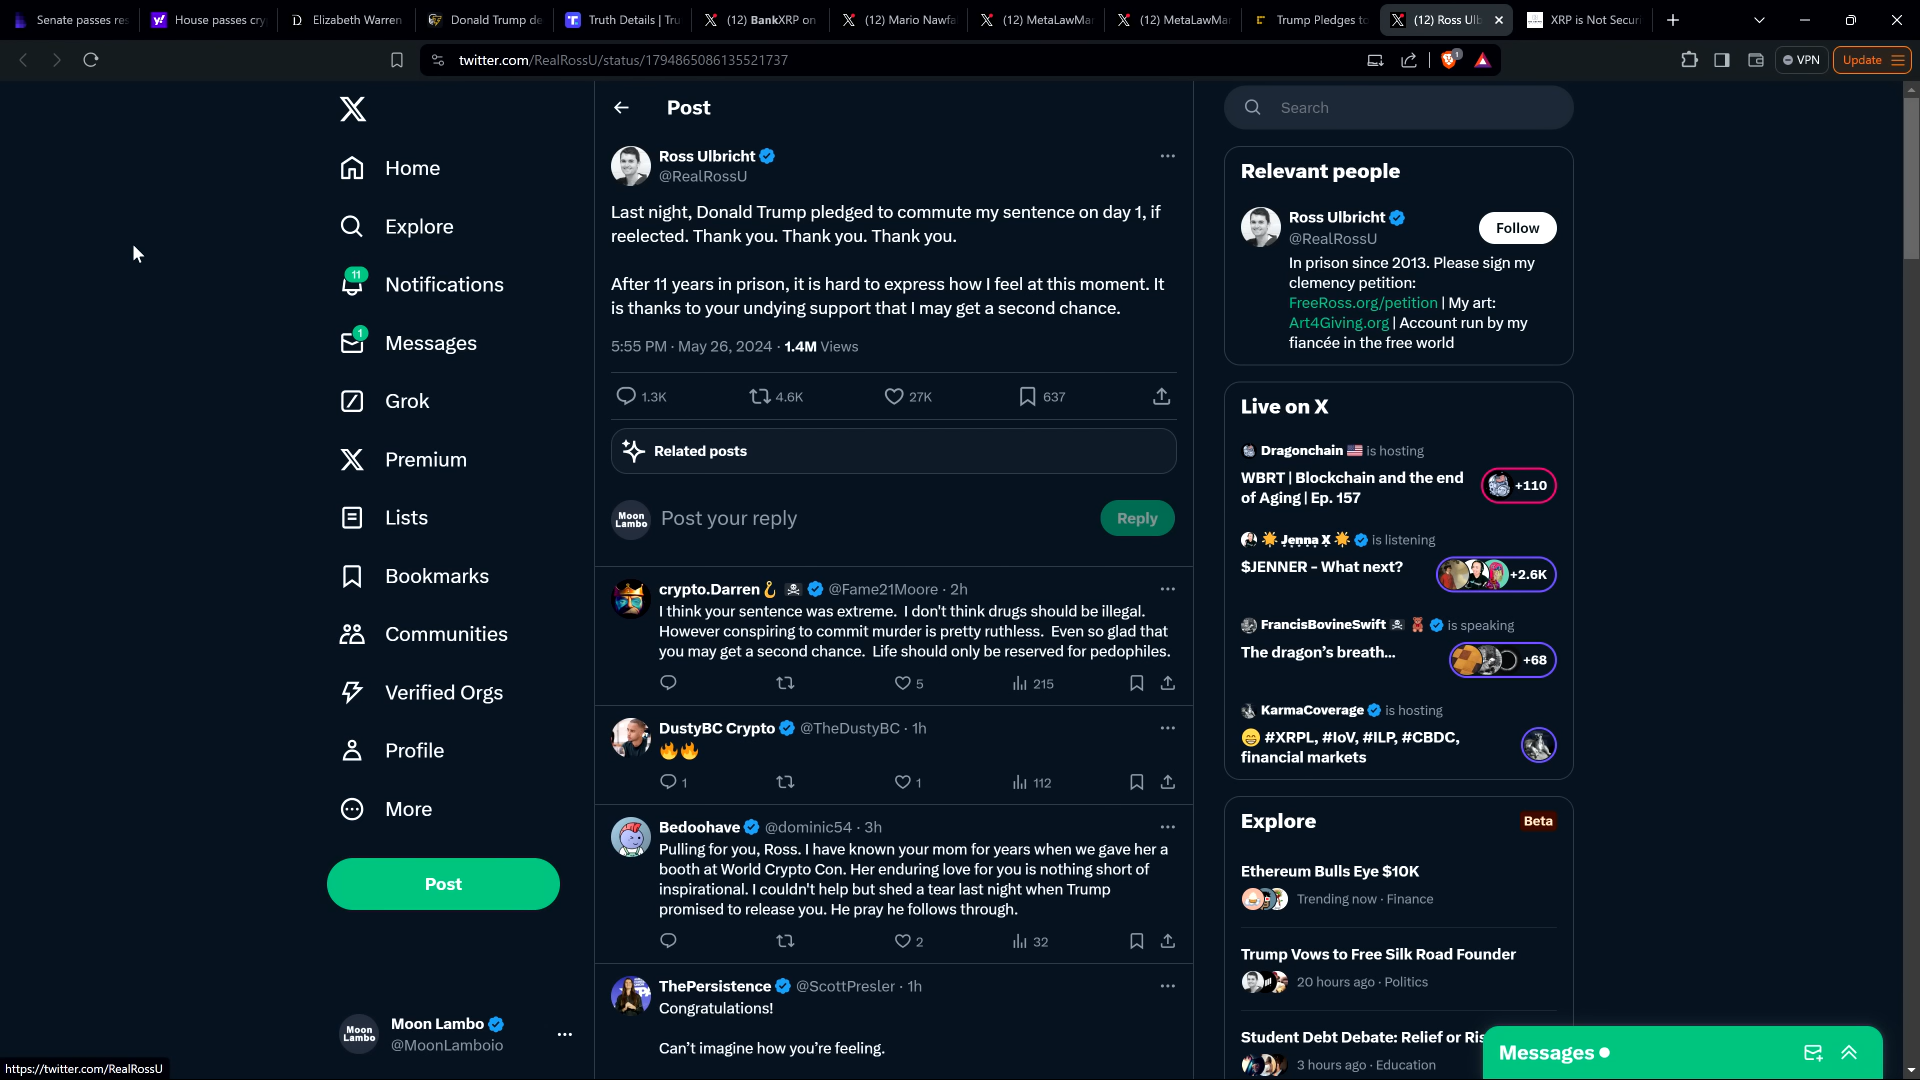 Senate passes res
House passes cry
Elizabeth Warren
Donald Trump de
Truth Details | Tru
(12) BankXRP on
(12) Mario Nawfa
(12) MetaLawMar
(12) MetaLawMar
Trump Pledges to
(12) Ross Ulb
XRP is Not Securi
twitter.com/RealRossU/status/1794865086135521737
1
VPN
Update
Home
Explore
11
Notifications
1
Messages
Grok
Premium
Lists
Bookmarks
Communities
Verified Orgs
Profile
More
Post
Moon Lambo
Moon Lambo
@MoonLamboio
https://twitter.com/RealRossU
Post
Ross Ulbricht
@RealRossU
Last night, Donald Trump pledged to commute my sentence on day 1, if
reelected. Thank you. Thank you. Thank you.
After 11 years in prison, it is hard to express how I feel at this moment. It
is thanks to your undying support that I may get a second chance.
5:55 PM · May 26, 2024 · 1.4M Views
1.3K 4.6K 27K 637
Related posts
Moon Lambo
Post your reply
Reply
crypto.Darren @Fame21Moore · 2h
I think your sentence was extreme. I don't think drugs should be illegal.
However conspiring to commit murder is pretty ruthless. Even so glad that
you may get a second chance. Life should only be reserved for pedophiles.
5 215
DustyBC Crypto @TheDustyBC · 1h
🔥🔥
1 1 112
Bedoohave @dominic54 · 3h
Pulling for you, Ross. I have known your mom for years when we gave her a
booth at World Crypto Con. Her enduring love for you is nothing short of
inspirational. I couldn't help but shed a tear last night when Trump
promised to release you. He pray he follows through.
2 32
ThePersistence @ScottPresler · 1h
Congratulations!
Can't imagine how you're feeling.
Search
Relevant people
Ross Ulbricht
@RealRossU
Follow
In prison since 2013. Please sign my
clemency petition:
FreeRoss.org/petition | My art:
Art4Giving.org | Account run by my
fiancée in the free world
Live on X
Dragonchain 🇺🇸 is hosting
WBRT | Blockchain and the end
of Aging | Ep. 157
+110
🌟 Jenna X 🌟 is listening
$JENNER - What next?
+2.6K
FrancisBovineSwift is speaking
The dragon's breath...
+68
KarmaCoverage is hosting
😁 #XRPL, #IoV, #ILP, #CBDC,
financial markets
Explore
Beta
Ethereum Bulls Eye $10K
Trending now · Finance
Trump Vows to Free Silk Road Founder
20 hours ago · Politics
Student Debt Debate: Relief or Ris
3 hours ago · Education
Messages